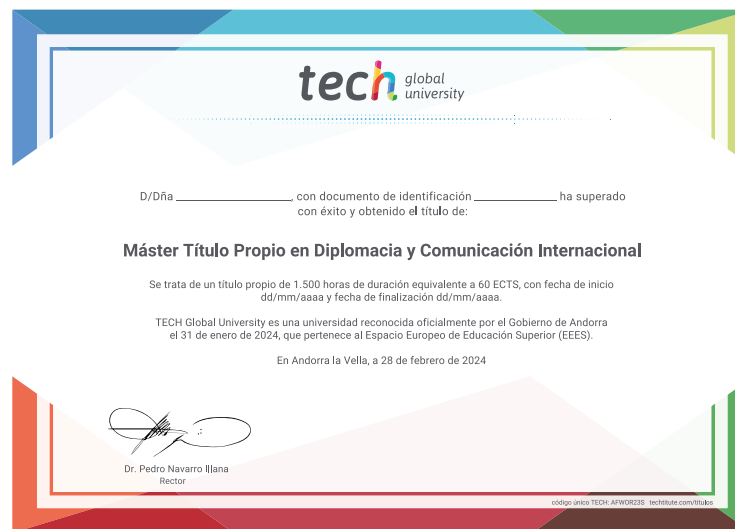 tech global
university
D/Dña ______________, con documento de identificación __________ ha superado
con éxito y obtenido el título de:
Máster Título Propio en Diplomacia y Comunicación Internacional
Se trata de un título propio de 1.500 horas de duración equivalente a 60 ECTS, con fecha de inicio
dd/mm/aaaa y fecha de finalización dd/mm/aaaa.
TECH Global University es una universidad reconocida oficialmente por el Gobierno de Andorra
el 31 de enero de 2024, que pertenece al Espacio Europeo de Educación Superior (EEES).
En Andorra la Vella, a 28 de febrero de 2024
Dr. Pedro Navarro Illana
Rector
código único TECH: AFWOR23S techtitute.com/titulos